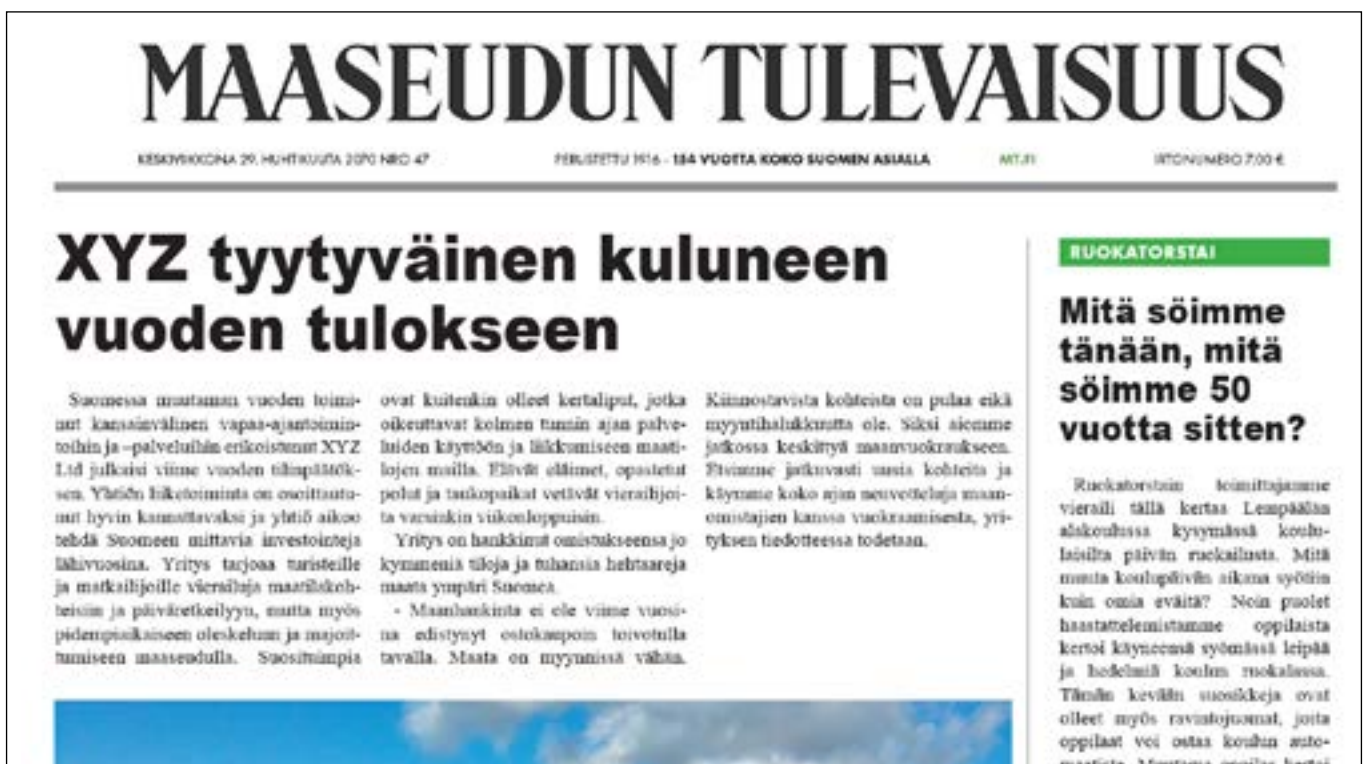 MAASEUDUN TULEVAISUUS
KESKIVIIKKONA 29. HUHTIKUUTA 2070 NRO 47
PERUSTETTU 1916 - 154 VUOTTA KOKO SUOMEN ASIALLA
MT.FI
IRTONUMERO 7,00 €
XYZ tyytyväinen kuluneen
vuoden tulokseen
Suomessa muutaman vuoden toimi-
nut kansainvälinen vapaa-ajantoimin-
toihin ja –palveluihin erikoistunut XYZ
Ltd julkaisi viime vuoden tilinpäätök-
sen. Yhtiön liiketoiminta on osoittautu-
nut hyvin kannattavaksi ja yhtiö aikoo
tehdä Suomeen mittavia investointeja
lähivuosina. Yritys tarjoaa turisteille
ja matkailijoille vierailuja maatilakoh-
teisiin ja päiväretkeilyyn, mutta myös
pidempiaikaiseen oleskeluun ja majoit-
tumiseen maaseudulla. Suosituimpia
ovat kuitenkin olleet kertaliput, jotka
oikeuttavat kolmen tunnin ajan palve-
luiden käyttöön ja liikkumiseen maati-
lojen mailla. Elävät eläimet, opastetut
polut ja taukopaikat vetävät vierailijoi-
ta varsinkin viikonloppuisin.
Yritys on hankkinut omistukseensa jo
kymmeniä tiloja ja tuhansia hehtaareja
maata ympäri Suomea.
- Maanhankinta ei ole viime vuosi-
na edistynyt ostokaupoin toivotulla
tavalla. Maata on myynnissä vähän.
Kiinnostavista kohteista on pulaa eikä
myyntihalukkuutta ole. Siksi aiomme
jatkossa keskittyä maanvuokraukseen.
Etsimme jatkuvasti uusia kohteita ja
käymme koko ajan neuvotteluja maan-
omistajien kanssa vuokraamisesta, yri-
tyksen tiedotteessa todetaan.
RUOKATORSTAI
Mitä söimme
tänään, mitä
söimme 50
vuotta sitten?
Ruokatorstain toimittajamme
vieraili tällä kertaa Lempäälän
alakoulussa kysymässä koulu-
laisilta päivän ruokailusta. Mitä
muuta koulupäivän aikana syötiin
kuin omia eväitä? Noin puolet
haastattelemistamme oppilaista
kertoi käyneensä syömässä leipää
ja hedelmiä koulun ruokalassa.
Tämän kevään suosikkeja ovat
olleet myös ravintojuomat, joita
oppilaat voi ostaa koulun auto-
maatista. Muutama oppilas kertoi